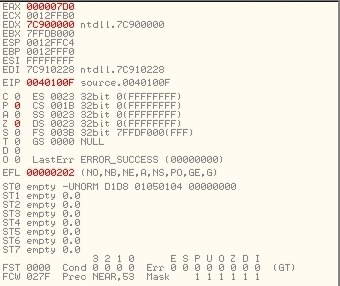 EAX 000007D0
ECX 0012FFB0
EDX 7C900000 ntdll.7C900000
EBX 7FFDB000
ESP 0012FFC4
EBP 0012FFF0
ESI FFFFFFFF
EDI 7C910228 ntdll.7C910228
EIP 0040100F source.0040100F
C 0 ES 0023 32bit 0(FFFFFFFF)
P 0 CS 001B 32bit 0(FFFFFFFF)
A 0 SS 0023 32bit 0(FFFFFFFF)
Z 0 DS 0023 32bit 0(FFFFFFFF)
S 0 FS 003B 32bit 7FFDF000(FFF)
T 0 GS 0000 NULL
D 0
O 0 LastErr ERROR_SUCCESS (00000000)
EFL 00000202 (NO,NB,NE,A,NS,PO,GE,G)
ST0 empty -UNORM D1D8 01050104 00000000
ST1 empty 0.0
ST2 empty 0.0
ST3 empty 0.0
ST4 empty 0.0
ST5 empty 0.0
ST6 empty 0.0
ST7 empty 0.0
3 2 1 0 E S P U O Z D I
FST 0000 Cond 0 0 0 0 Err 0 0 0 0 0 0 0 0 (GT)
FCW 027F Prec NEAR,53 Mask 1 1 1 1 1 1